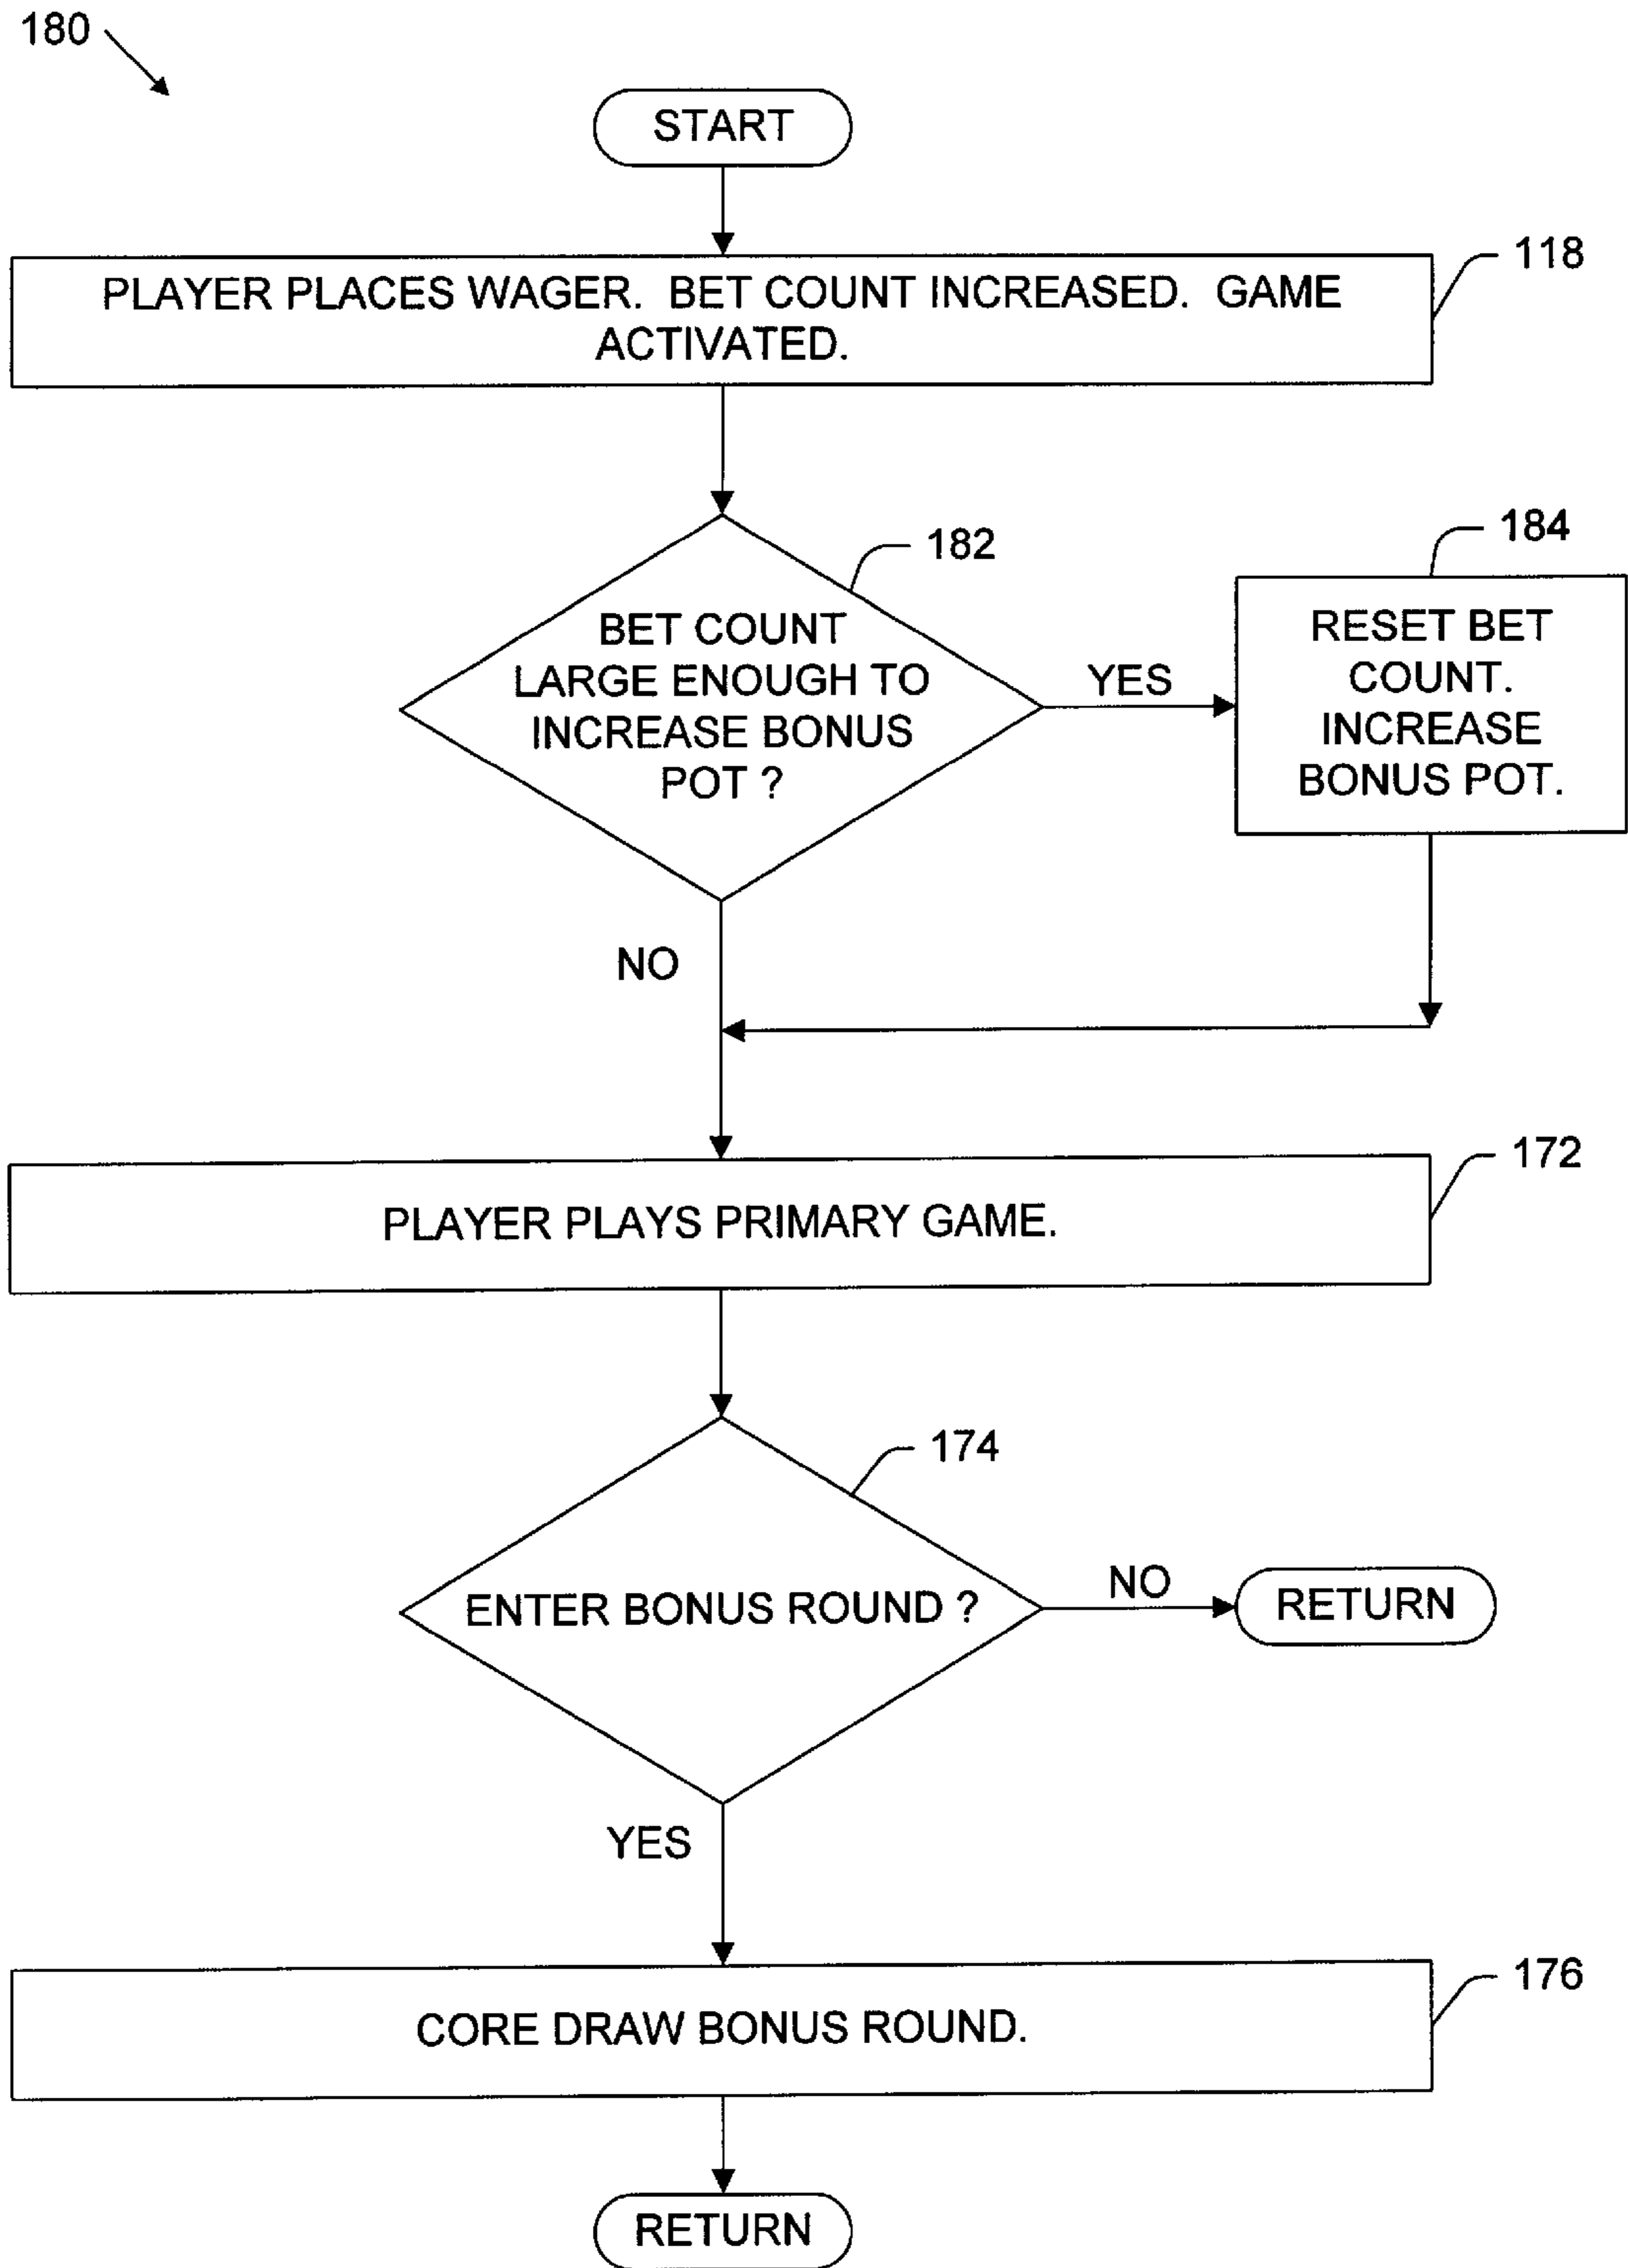 180
START
118
PLAYER PLACES WAGER. BET COUNT INCREASED. GAME
ACTIVATED.
182
BET COUNT
LARGE ENOUGH TO
INCREASE BONUS
POT ?
YES
184
RESET BET
COUNT.
INCREASE
BONUS POT.
NO
172
PLAYER PLAYS PRIMARY GAME.
174
ENTER BONUS ROUND ?
NO
RETURN
YES
176
CORE DRAW BONUS ROUND.
RETURN